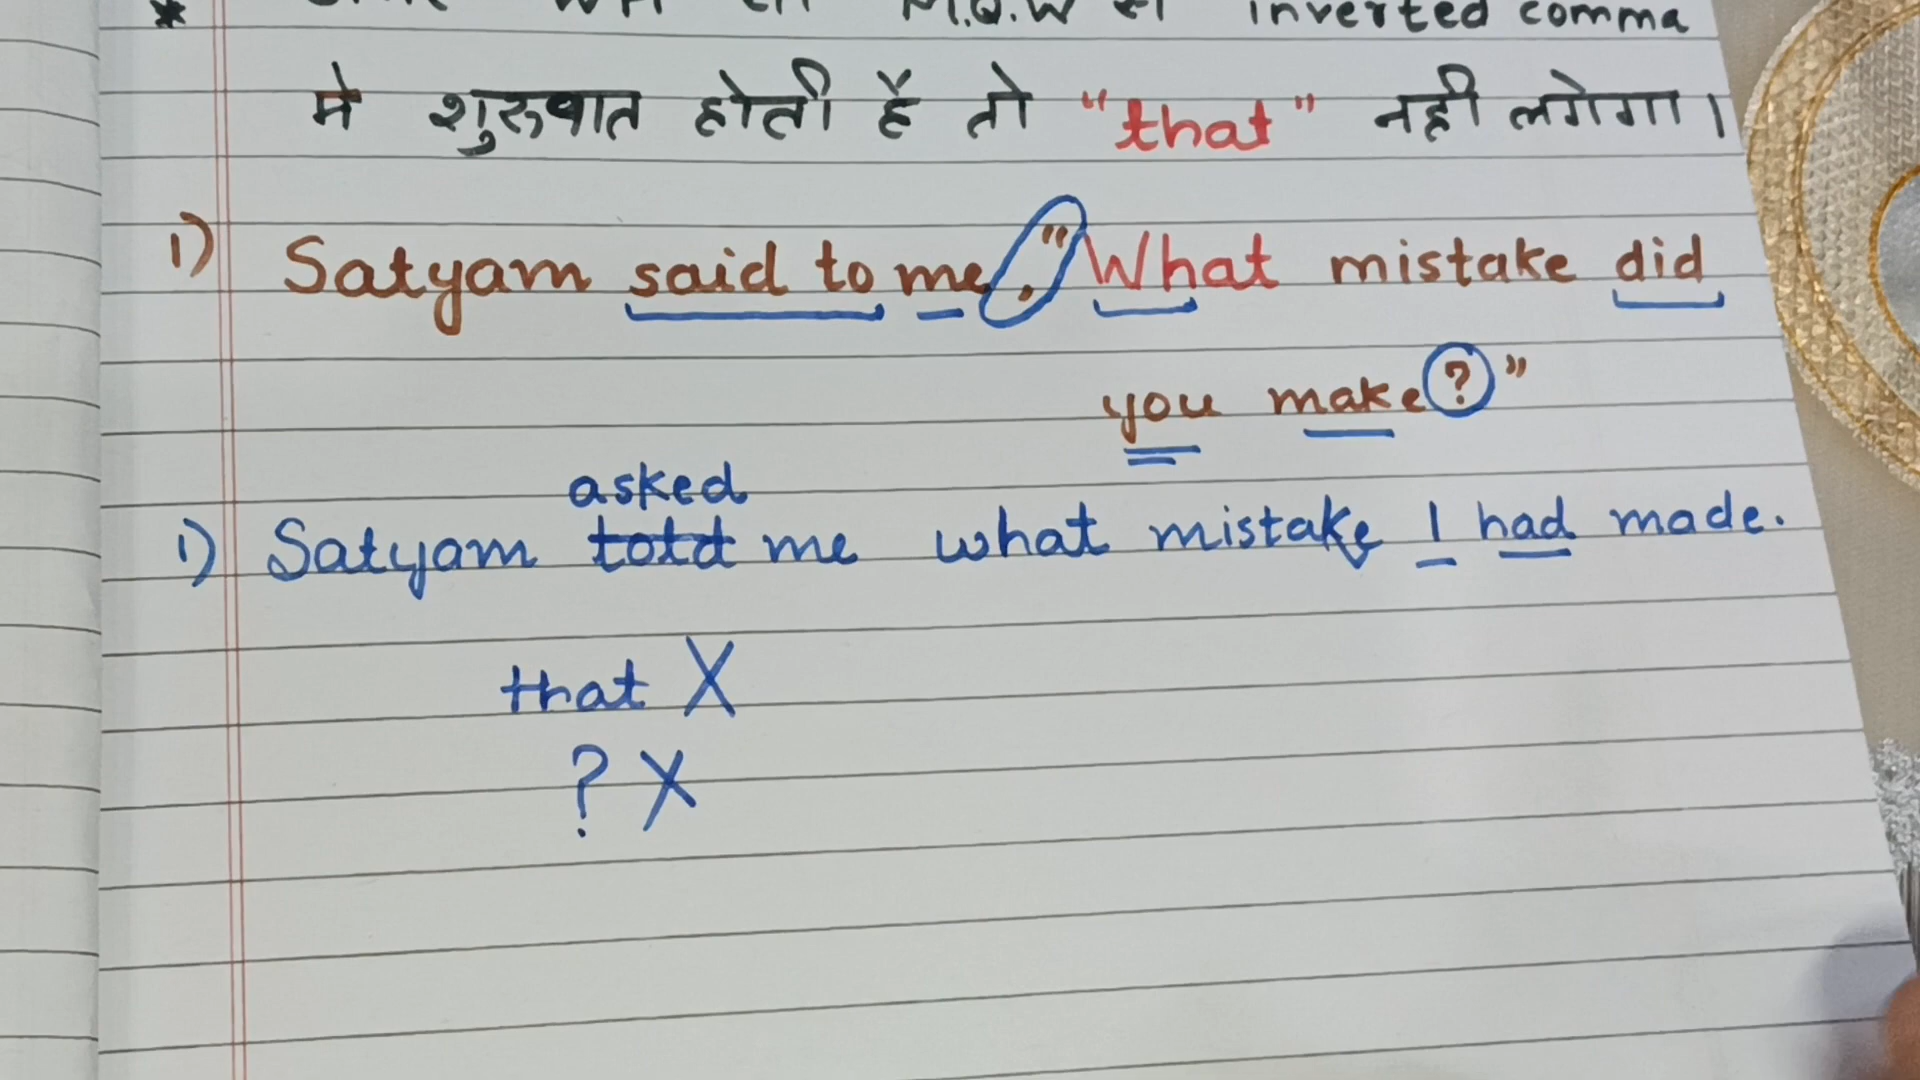 * WH से M.Q.W से inverted comma
मे शुरुवात होती है तो "that" नही लगेगा।
1) Satyam said to me, "What mistake did
you make?"
asked
1) Satyam told me what mistake I had made.
that X
? X